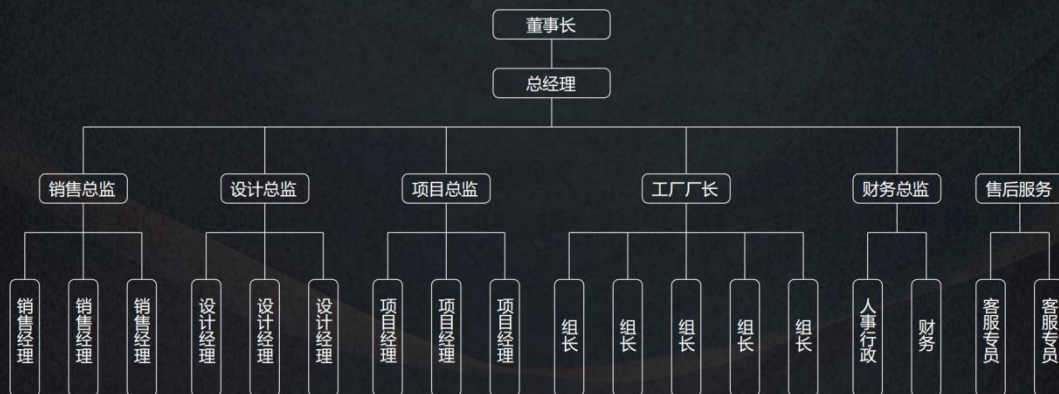 董事长
总经理
销售总监
设计总监
项目总监
工厂厂长
财务总监
售后服务
销售经理
销售经理
销售经理
设计经理
设计经理
设计经理
项目经理
项目经理
项目经理
组长
组长
组长
组长
组长
人事行政
财务
客服专员
客服专员